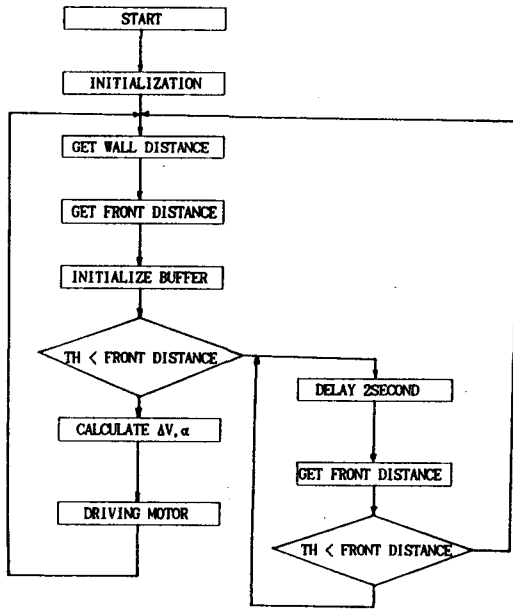 START
INITIALIZATION
GET WALL DISTANCE
GET FRONT DISTANCE
INITIALIZE BUFFER
TH < FRONT DISTANCE
DELAY 2SECOND
CALCULATE ΔV,α
GET FRONT DISTANCE
DRIVING MOTOR
TH < FRONT DISTANCE